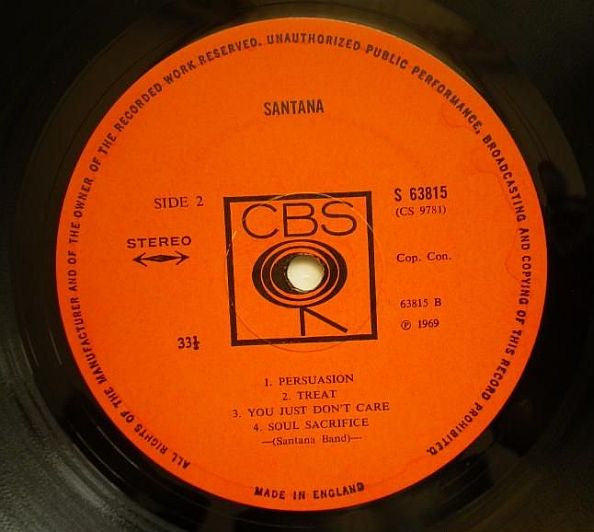 ALL RIGHTS OF THE MANUFACTURER AND OF THE OWNER OF THE RECORDED WORK RESERVED. UNAUTHORIZED PUBLIC PERFORMANCE, BROADCASTING AND COPYING OF THIS RECORD PROHIBITED.
SANTANA
SIDE 2
S 63815
(CS 9781)
CBS
STEREO
Cop. Con.
63815 B
℗ 1969
33⅓
1. PERSUASION
2. TREAT
3. YOU JUST DON'T CARE
4. SOUL SACRIFICE
—(Santana Band)—
MADE IN ENGLAND